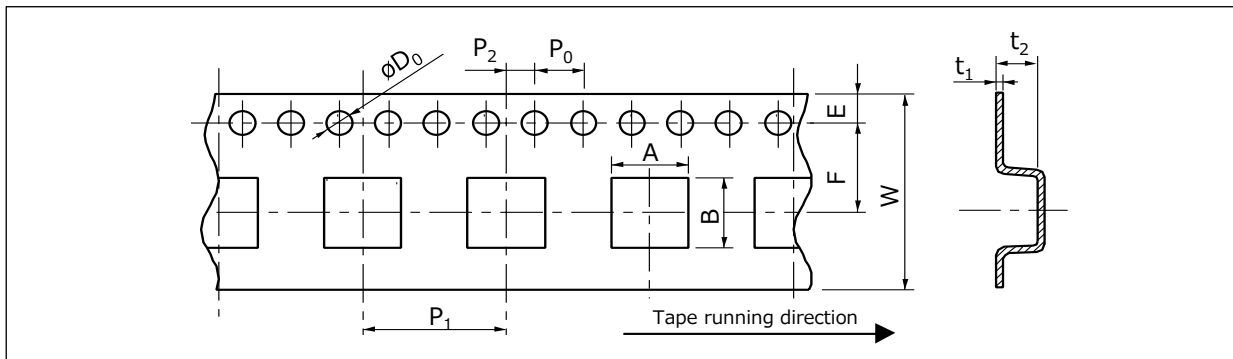 P₂ P₀
øD₀
t₂
t₁
E
A
F
W
B
P₁
Tape running direction